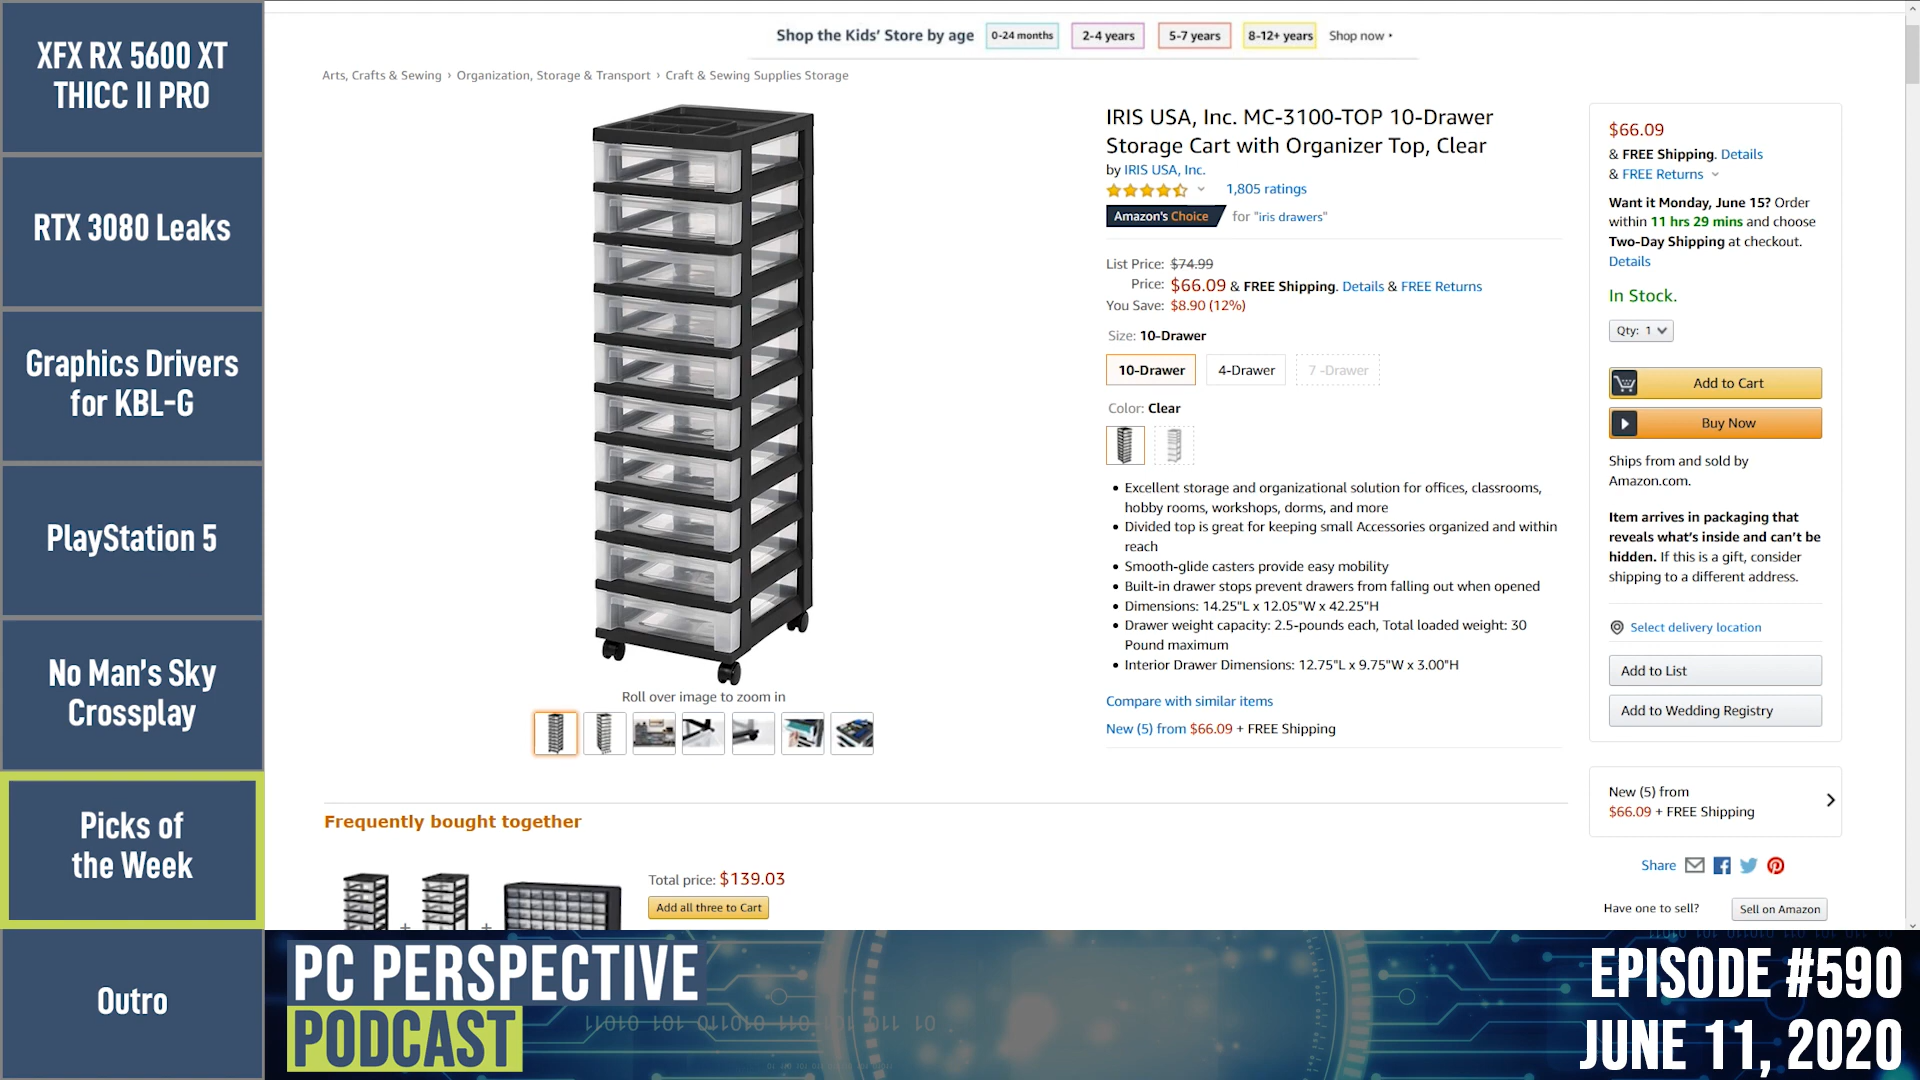 XFX RX 5600 XT
THICC II PRO
RTX 3080 Leaks
Graphics Drivers
for KBL-G
PlayStation 5
No Man's Sky
Crossplay
Picks of
the Week
Outro
Shop the Kids' Store by age
0-24 months
2-4 years
5-7 years
8-12+ years
Shop now
Arts, Crafts & Sewing › Organization, Storage & Transport › Craft & Sewing Supplies Storage
Roll over image to zoom in
IRIS USA, Inc. MC-3100-TOP 10-Drawer
Storage Cart with Organizer Top, Clear
by IRIS USA, Inc.
1,805 ratings
Amazon's Choice for "iris drawers"
List Price: $74.99
Price: $66.09 & FREE Shipping. Details & FREE Returns
You Save: $8.90 (12%)
Size: 10-Drawer
10-Drawer
4-Drawer
7 -Drawer
Color: Clear
• Excellent storage and organizational solution for offices, classrooms,
hobby rooms, workshops, dorms, and more
• Divided top is great for keeping small Accessories organized and within
reach
• Smooth-glide casters provide easy mobility
• Built-in drawer stops prevent drawers from falling out when opened
• Dimensions: 14.25"L x 12.05"W x 42.25"H
• Drawer weight capacity: 2.5-pounds each, Total loaded weight: 30
Pound maximum
• Interior Drawer Dimensions: 12.75"L x 9.75"W x 3.00"H
Compare with similar items
New (5) from $66.09 + FREE Shipping
$66.09
& FREE Shipping. Details
& FREE Returns
Want it Monday, June 15? Order
within 11 hrs 29 mins and choose
Two-Day Shipping at checkout.
Details
In Stock.
Qty: 1
Add to Cart
Buy Now
Ships from and sold by
Amazon.com.
Item arrives in packaging that
reveals what's inside and can't be
hidden. If this is a gift, consider
shipping to a different address.
Select delivery location
Add to List
Add to Wedding Registry
New (5) from
$66.09 + FREE Shipping
Share
Have one to sell?
Sell on Amazon
Frequently bought together
+ +
Total price: $139.03
Add all three to Cart
PC PERSPECTIVE
PODCAST
EPISODE #590
JUNE 11, 2020